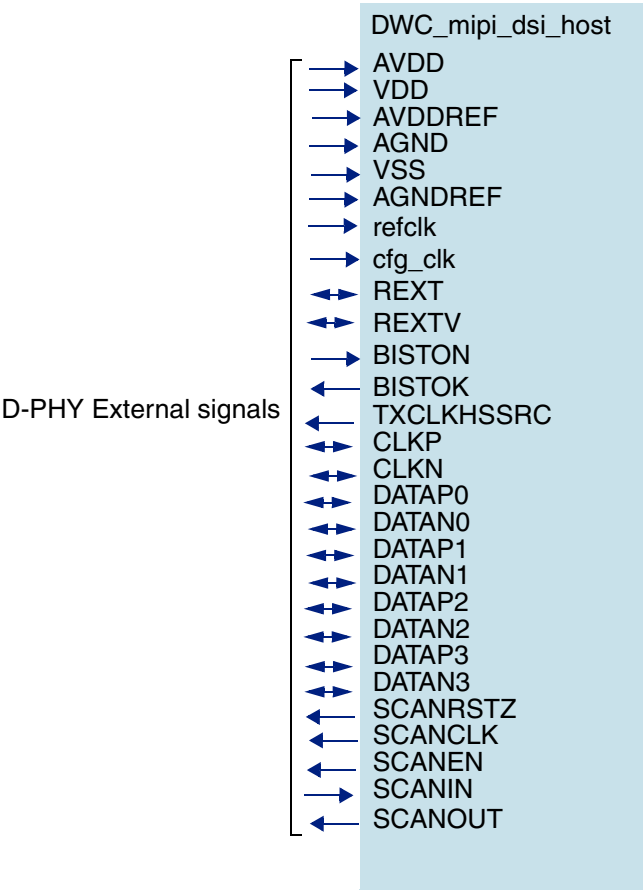 DWC_mipi_dsi_host
AVDD
VDD
AVDDREF
AGND
VSS
AGNDREF
refclk
cfg_clk
REXT
REXTV
BISTON
BISTOK
D-PHY External signals
TXCLKHSSRC
CLKP
CLKN
DATAP0
DATAN0
DATAP1
DATAN1
DATAP2
DATAN2
DATAP3
DATAN3
SCANRSTZ
SCANCLK
SCANEN
SCANIN
SCANOUT